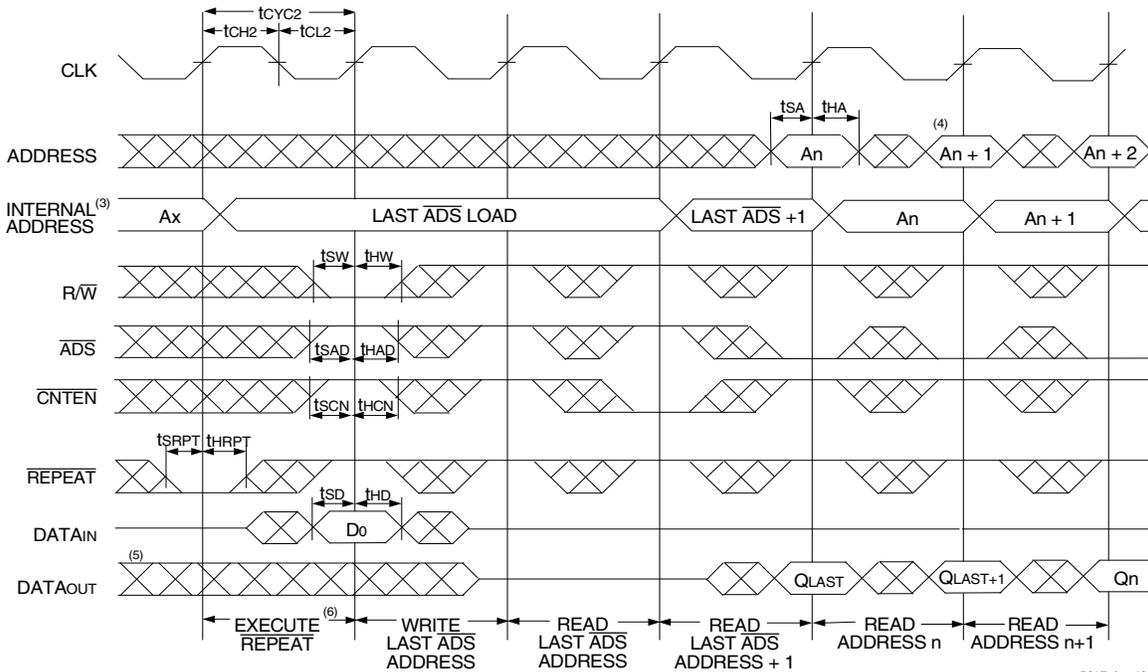 tCYC2
tCH2 tCL2
CLK
tSA tHA
(4)
ADDRESS An An + 1 An + 2
INTERNAL(3)
ADDRESS
Ax LAST ADS LOAD LAST ADS +1 An An + 1
tSW tHW
R/W
ADS
tSAD tHAD
CNTEN
tSCN tHCN
tSRPT tHRPT
REPEAT
tSD tHD
DATAIN D0
(5)
DATAOUT QLAST QLAST+1 Qn
(6)
EXECUTE
REPEAT
WRITE
LAST ADS
ADDRESS
READ
LAST ADS
ADDRESS
READ
LAST ADS
ADDRESS + 1
READ
ADDRESS n
READ
ADDRESS n+1